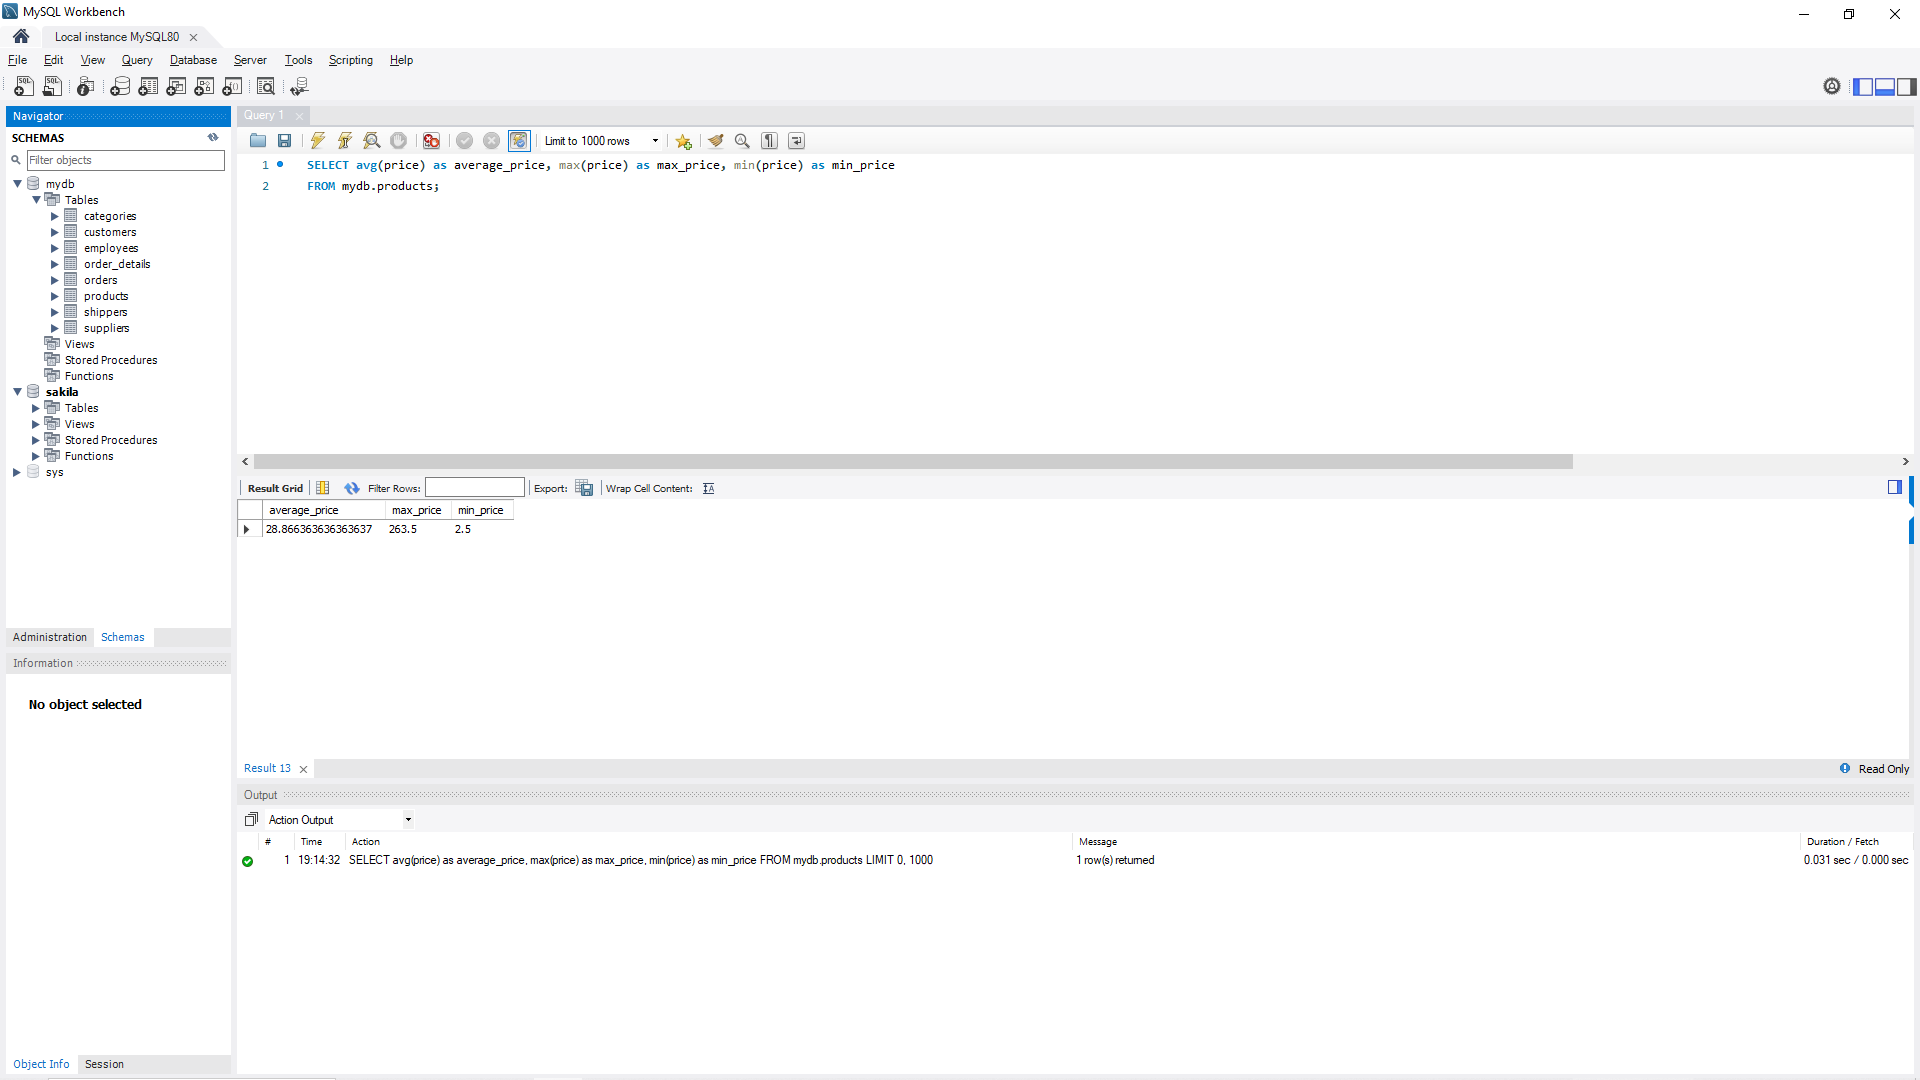 MySQL Workbench
Local instance MySQL80
File Edit View Query Database Server Tools Scripting Help
Navigator
SCHEMAS
Filter objects
mydb
Tables
categories
customers
employees
order_details
orders
products
shippers
suppliers
Views
Stored Procedures
Functions
sakila
Tables
Views
Stored Procedures
Functions
sys
Administration Schemas
Information
No object selected
Object Info Session
Query 1
Limit to 1000 rows
1 SELECT avg(price) as average_price, max(price) as max_price, min(price) as min_price
2 FROM mydb.products;
Result Grid Filter Rows: Export: Wrap Cell Content:
average_price max_price min_price
28.866363636363637 263.5 2.5
Result 13 Read Only
Output
Action Output
# Time Action Message Duration / Fetch
1 19:14:32 SELECT avg(price) as average_price, max(price) as max_price, min(price) as min_price FROM mydb.products LIMIT 0, 1000 1 row(s) returned 0.031 sec / 0.000 sec